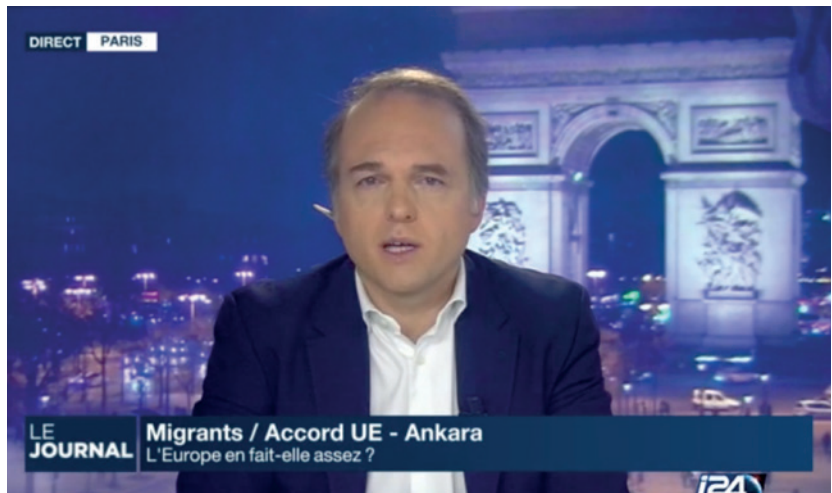 DIRECT PARIS
LE
JOURNAL
Migrants / Accord UE - Ankara
L'Europe en fait-elle assez ?
i24